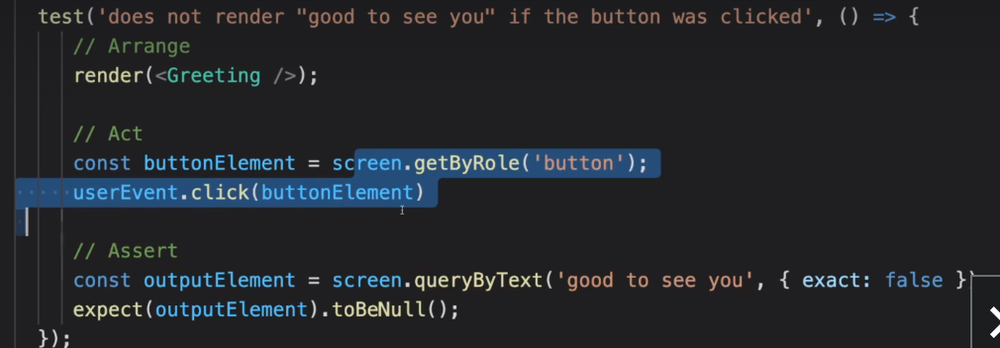 test('does not render "good to see you" if the button was clicked', () => {
// Arrange
render(<Greeting />);
// Act
const buttonElement = screen.getByRole('button');
userEvent.click(buttonElement)
// Assert
const outputElement = screen.queryByText('good to see you', { exact: false })
expect(outputElement).toBeNull();
});